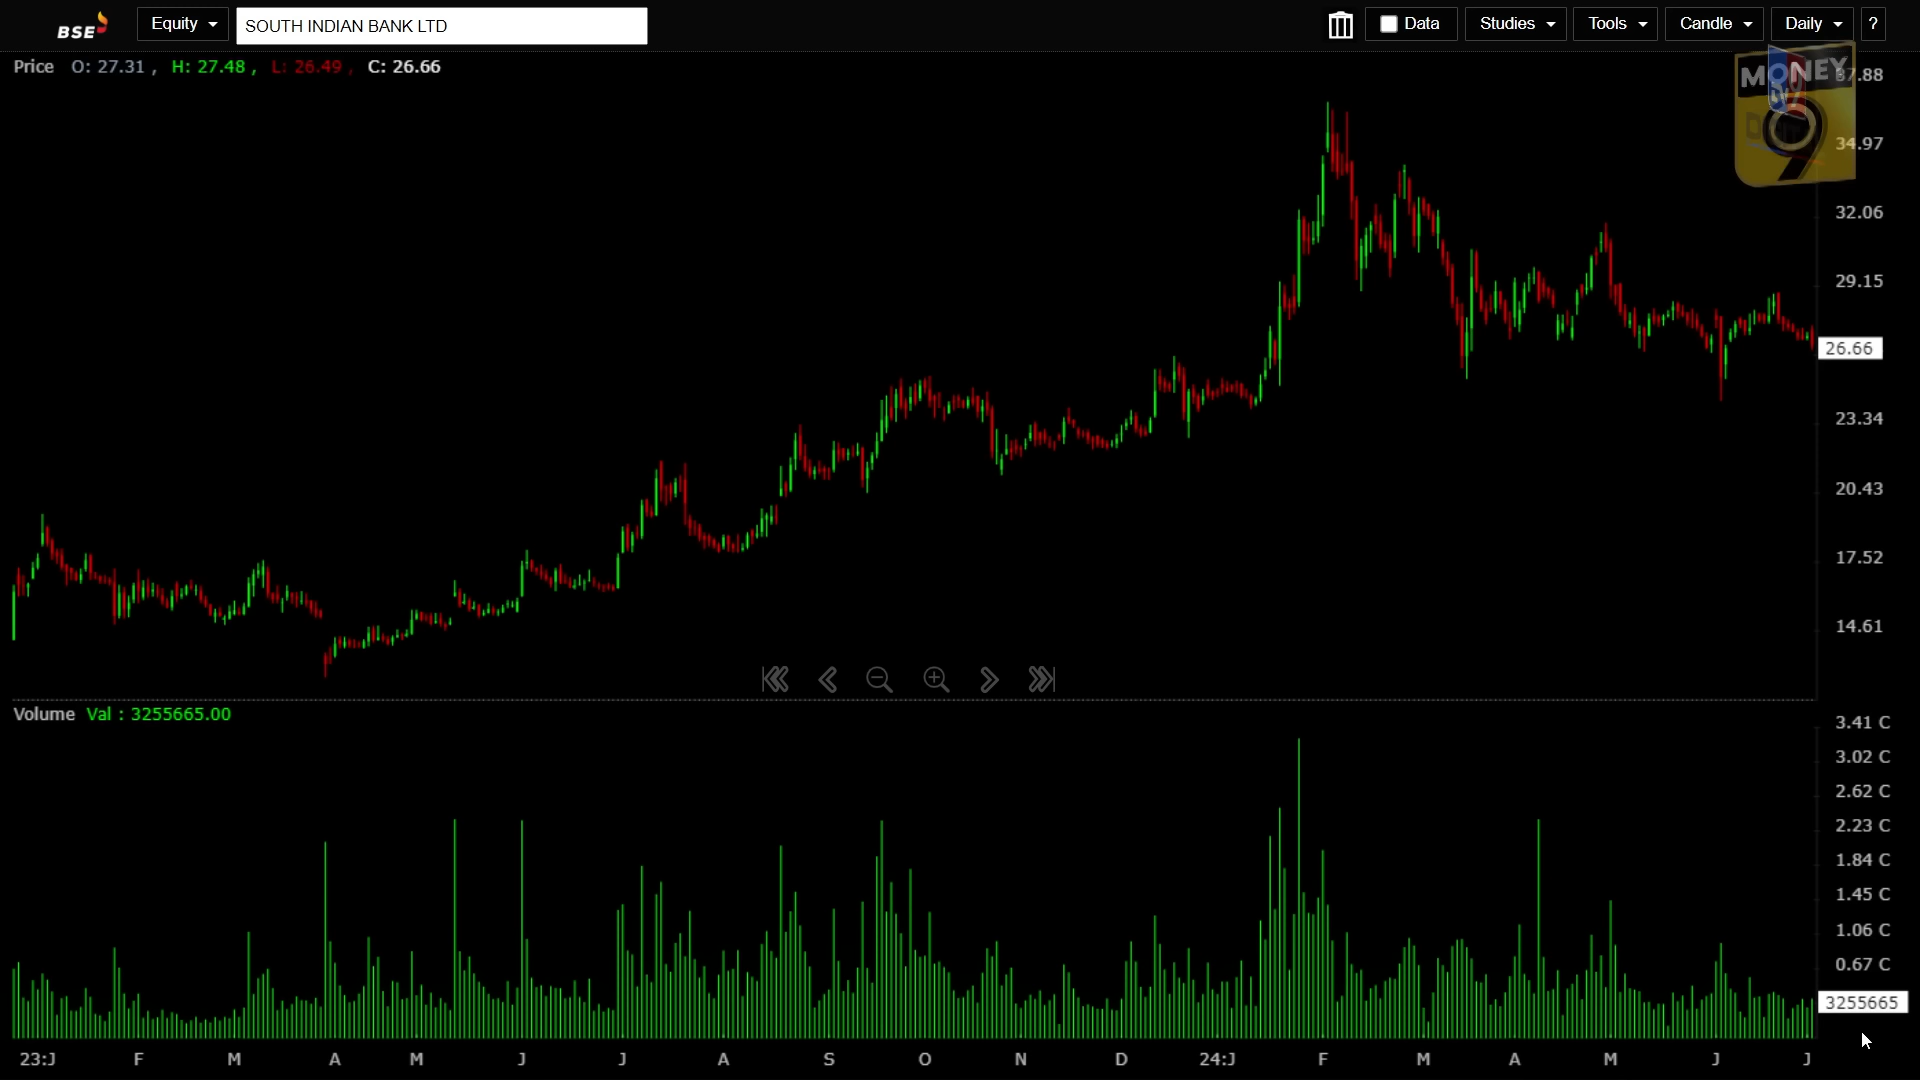 BSE Equity SOUTH INDIAN BANK LTD Data Studies Tools Candle Daily ?
Price O: 27.31 , H: 27.48 , L: 26.49 , C: 26.66
MONEY
9
37.88
34.97
32.06
29.15
26.66
23.34
20.43
17.52
14.61
Volume Val : 3255665.00
3.41 C
3.02 C
2.62 C
2.23 C
1.84 C
1.45 C
1.06 C
0.67 C
3255665
23:J F M A M J J A S O N D 24:J F M A M J J